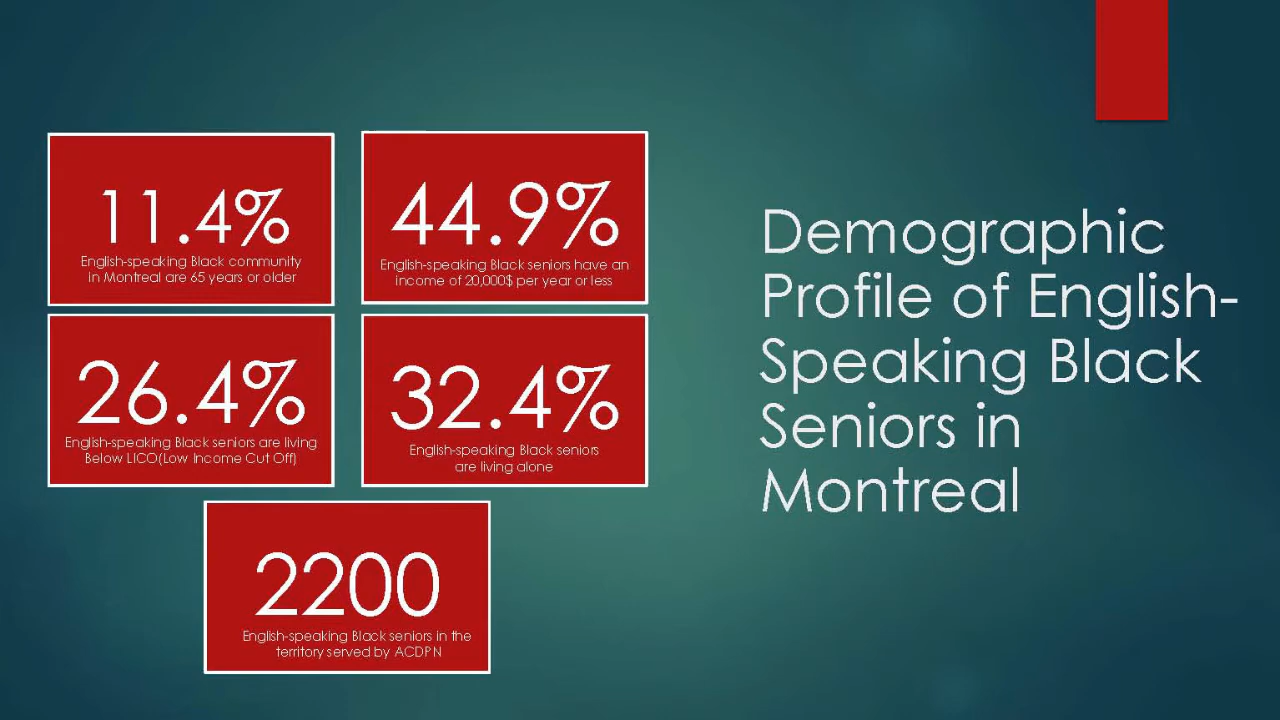 11.4%
English-speaking Black community
in Montreal are 65 years or older
44.9%
English-speaking Black seniors have an
income of 20,000$ per year or less
26.4%
English-speaking Black seniors are living
Below LICO(Low Income Cut Off)
32.4%
English-speaking Black seniors
are living alone
2200
English-speaking Black seniors in the
territory served by ACDPN
Demographic
Profile of English-
Speaking Black
Seniors in
Montreal